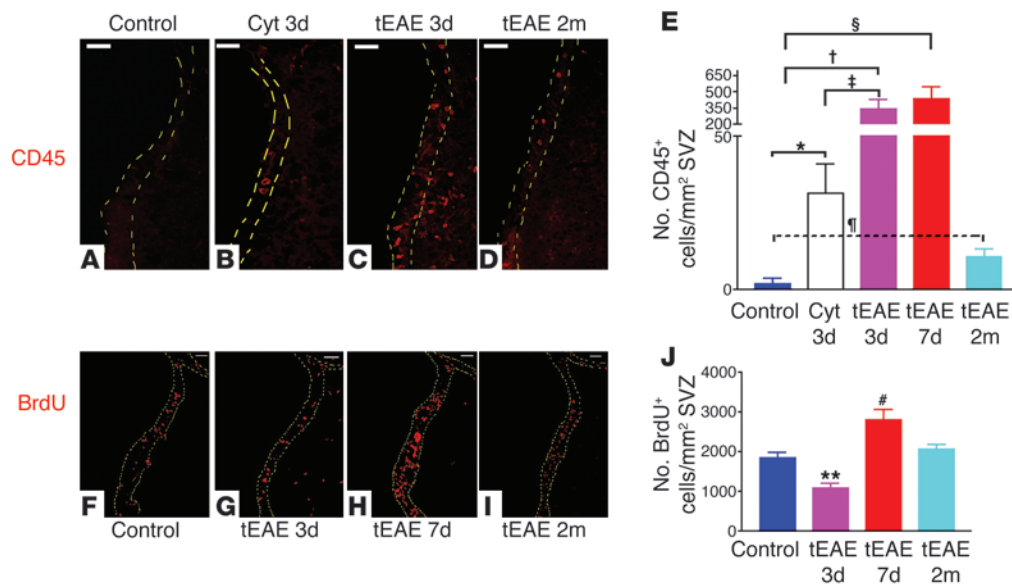 Control
Cyt 3d
tEAE 3d
tEAE 2m
CD45
A
B
C
D
E
§
†
‡
*
¶
650
500
350
200
50
0
No. CD45⁺
cells/mm² SVZ
Control
Cyt
3d
tEAE
3d
tEAE
7d
tEAE
2m
BrdU
F
G
H
I
Control
tEAE 3d
tEAE 7d
tEAE 2m
J
4000
3000
2000
1000
0
No. BrdU⁺
cells/mm² SVZ
**
#
Control
tEAE
3d
tEAE
7d
tEAE
2m